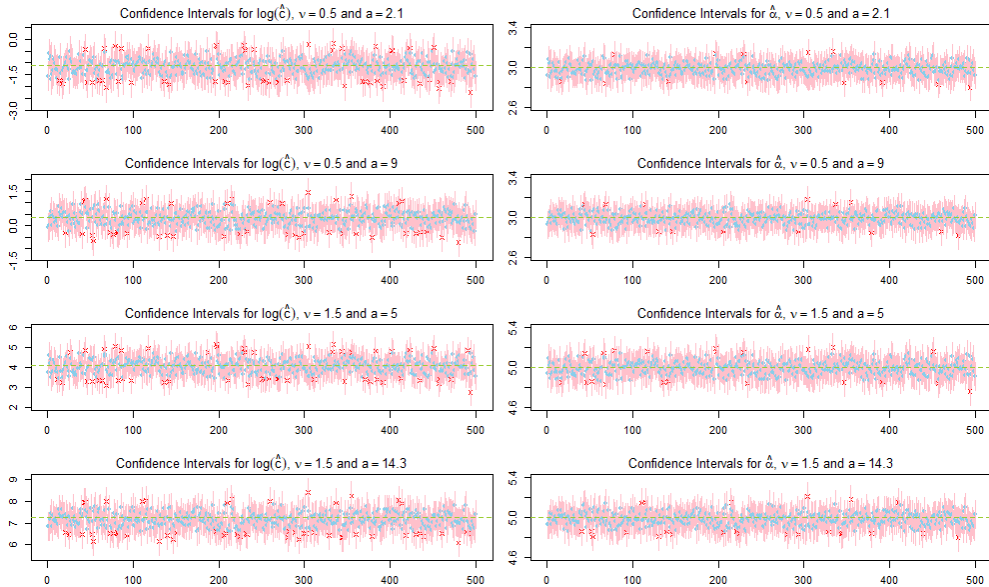 Confidence Intervals for log(ĉ), ν = 0.5 and a = 2.1
0.0
-1.5
-3.0
0 100 200 300 400 500
Confidence Intervals for α̂, ν = 0.5 and a = 2.1
3.4
3.0
2.6
0 100 200 300 400 500
Confidence Intervals for log(ĉ), ν = 0.5 and a = 9
1.5
0.0
-1.5
0 100 200 300 400 500
Confidence Intervals for α̂, ν = 0.5 and a = 9
3.4
3.0
2.6
0 100 200 300 400 500
Confidence Intervals for log(ĉ), ν = 1.5 and a = 5
6
5
4
3
2
0 100 200 300 400 500
Confidence Intervals for α̂, ν = 1.5 and a = 5
5.4
5.0
4.6
0 100 200 300 400 500
Confidence Intervals for log(ĉ), ν = 1.5 and a = 14.3
9
8
7
6
0 100 200 300 400 500
Confidence Intervals for α̂, ν = 1.5 and a = 14.3
5.4
5.0
4.6
0 100 200 300 400 500